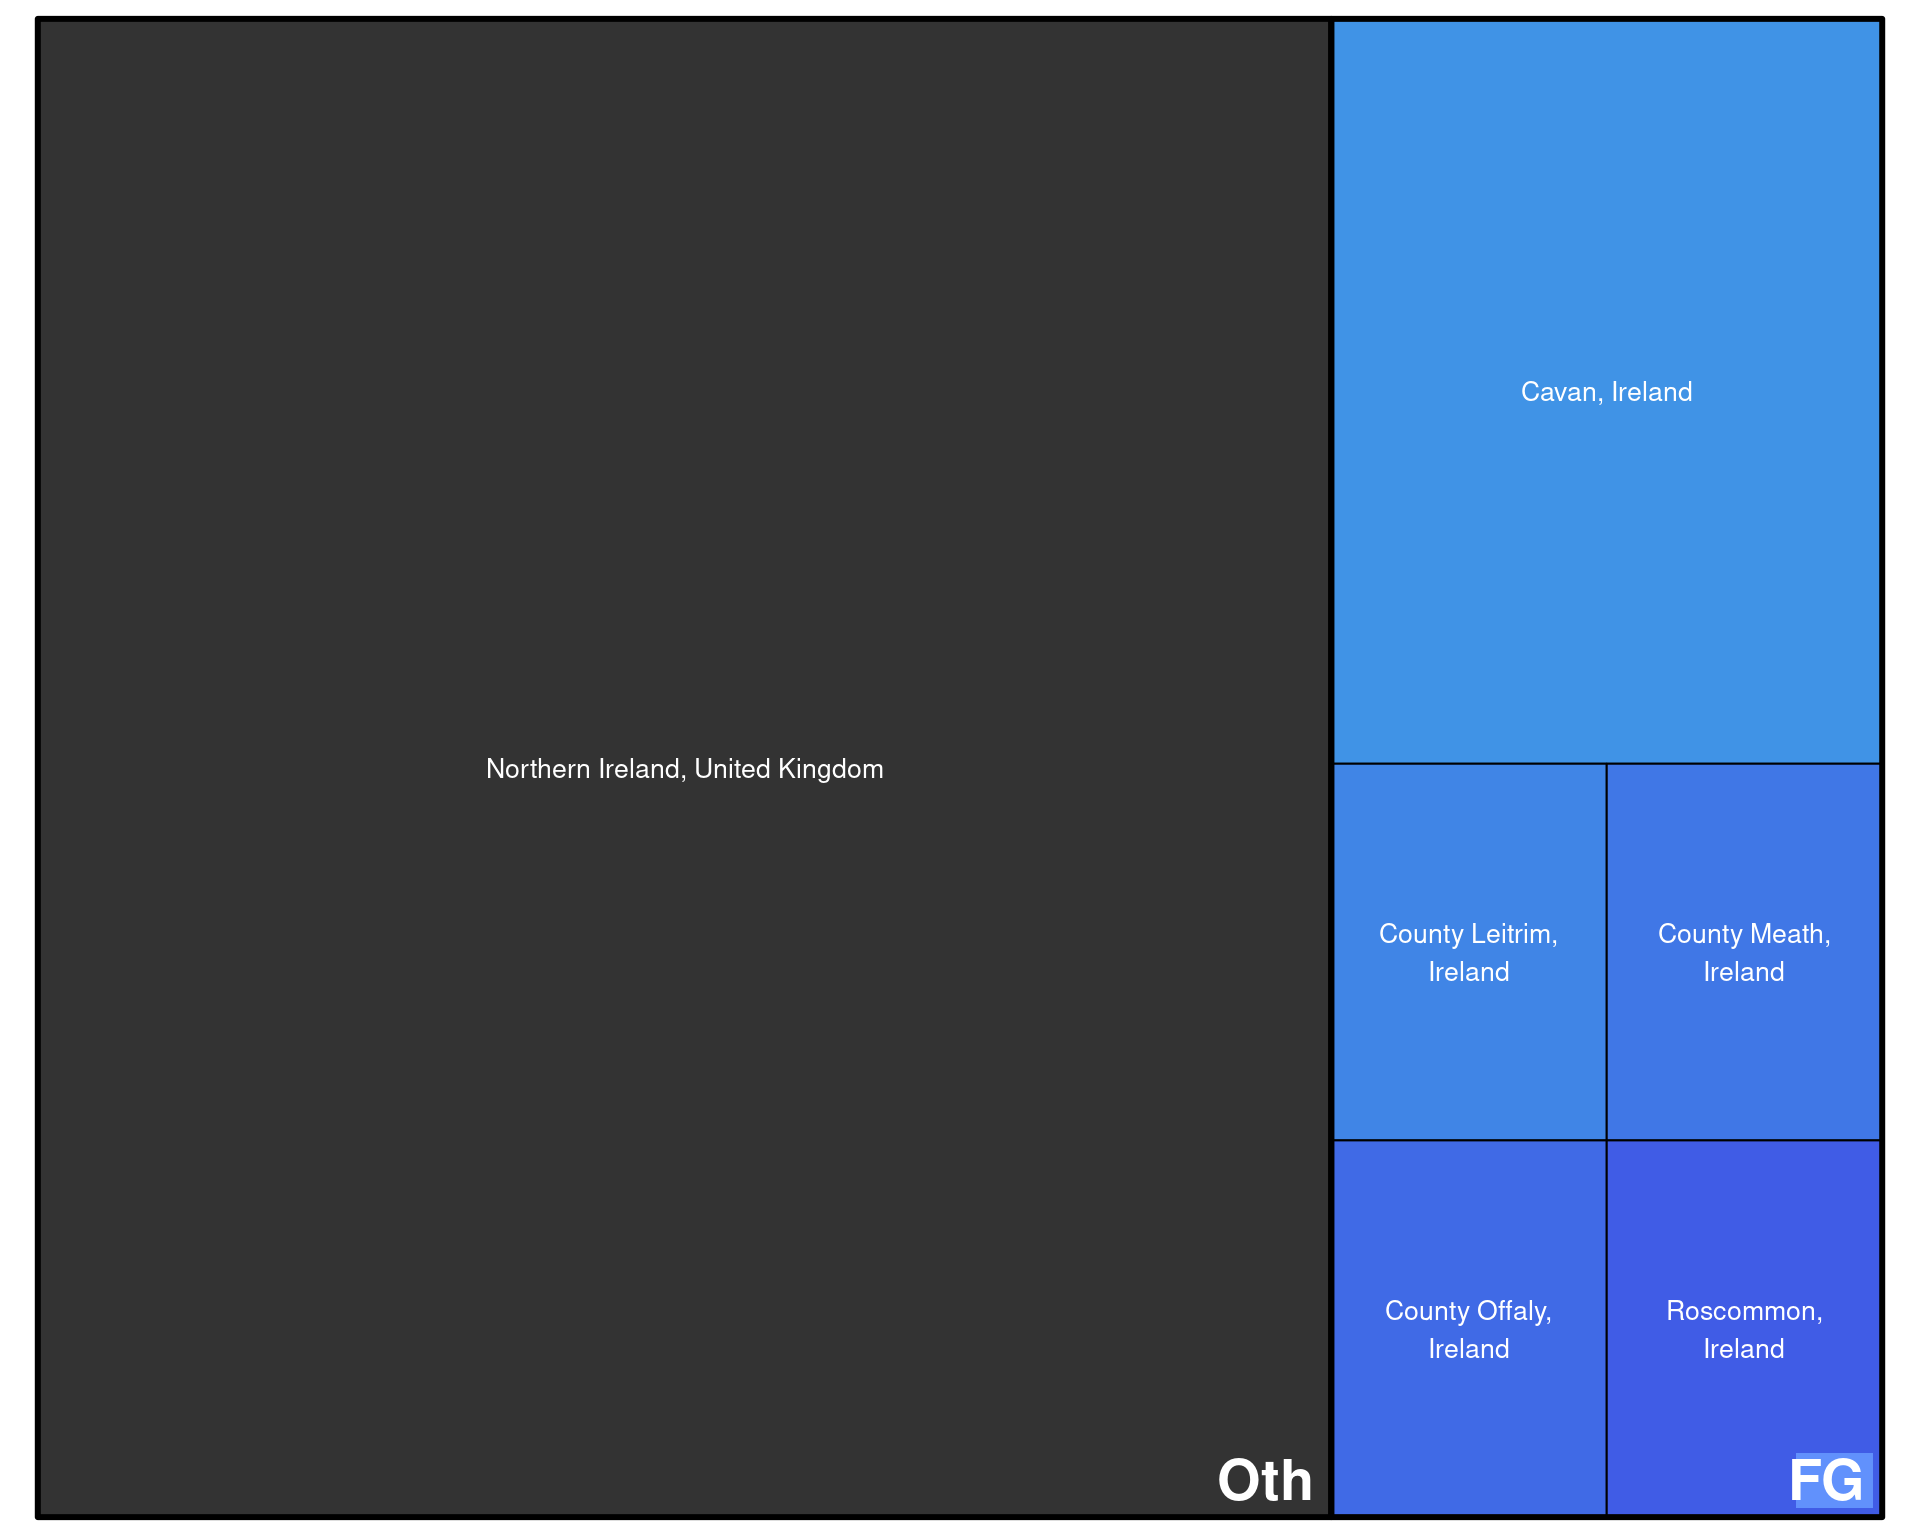 Cavan, Ireland
Northern Ireland, United Kingdom
County Leitrim,
Ireland
County Meath,
Ireland
County Offaly,
Ireland
Roscommon,
Ireland
Oth
FG